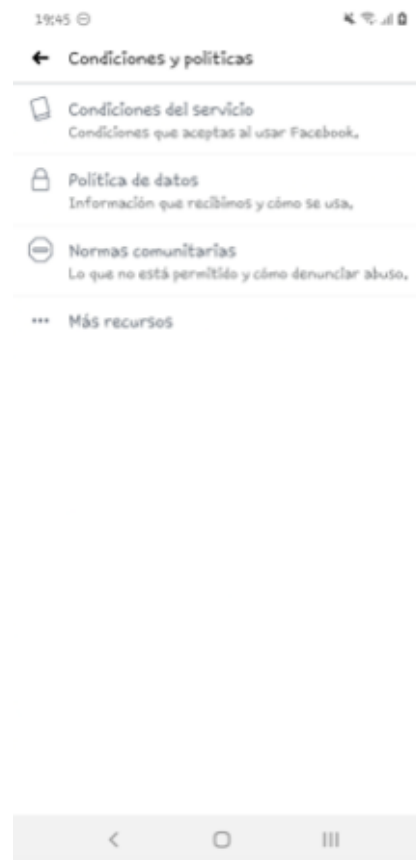 19:45
Condiciones y políticas
Condiciones del servicio
Condiciones que aceptas al usar Facebook.
Política de datos
Información que recibimos y cómo se usa.
Normas comunitarias
Lo que no está permitido y cómo denunciar abuso.
Más recursos